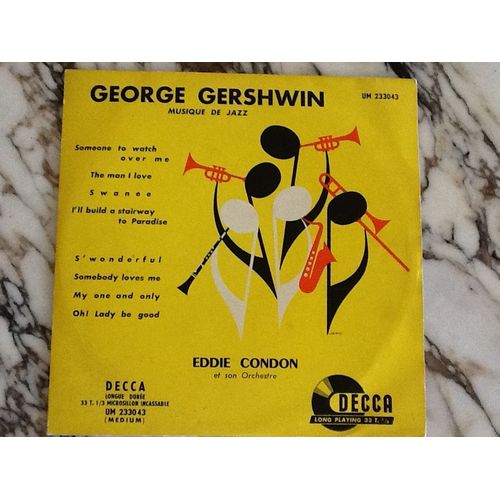 GEORGE GERSHWIN
UM 233043
MUSIQUE DE JAZZ
Someone to watch
over me
The man I love
Swanee
I'll build a stairway
to Paradise
S'wonderful
Somebody loves me
My one and only
Oh! Lady be good
EDDIE CONDON
et son Orchestre
DECCA
LONGUE DURÉE
33 T. 1/3 MICROSILLON INCASSABLE
UM 233043
(MEDIUM)
DECCA
LONG PLAYING 33 T. 1/3